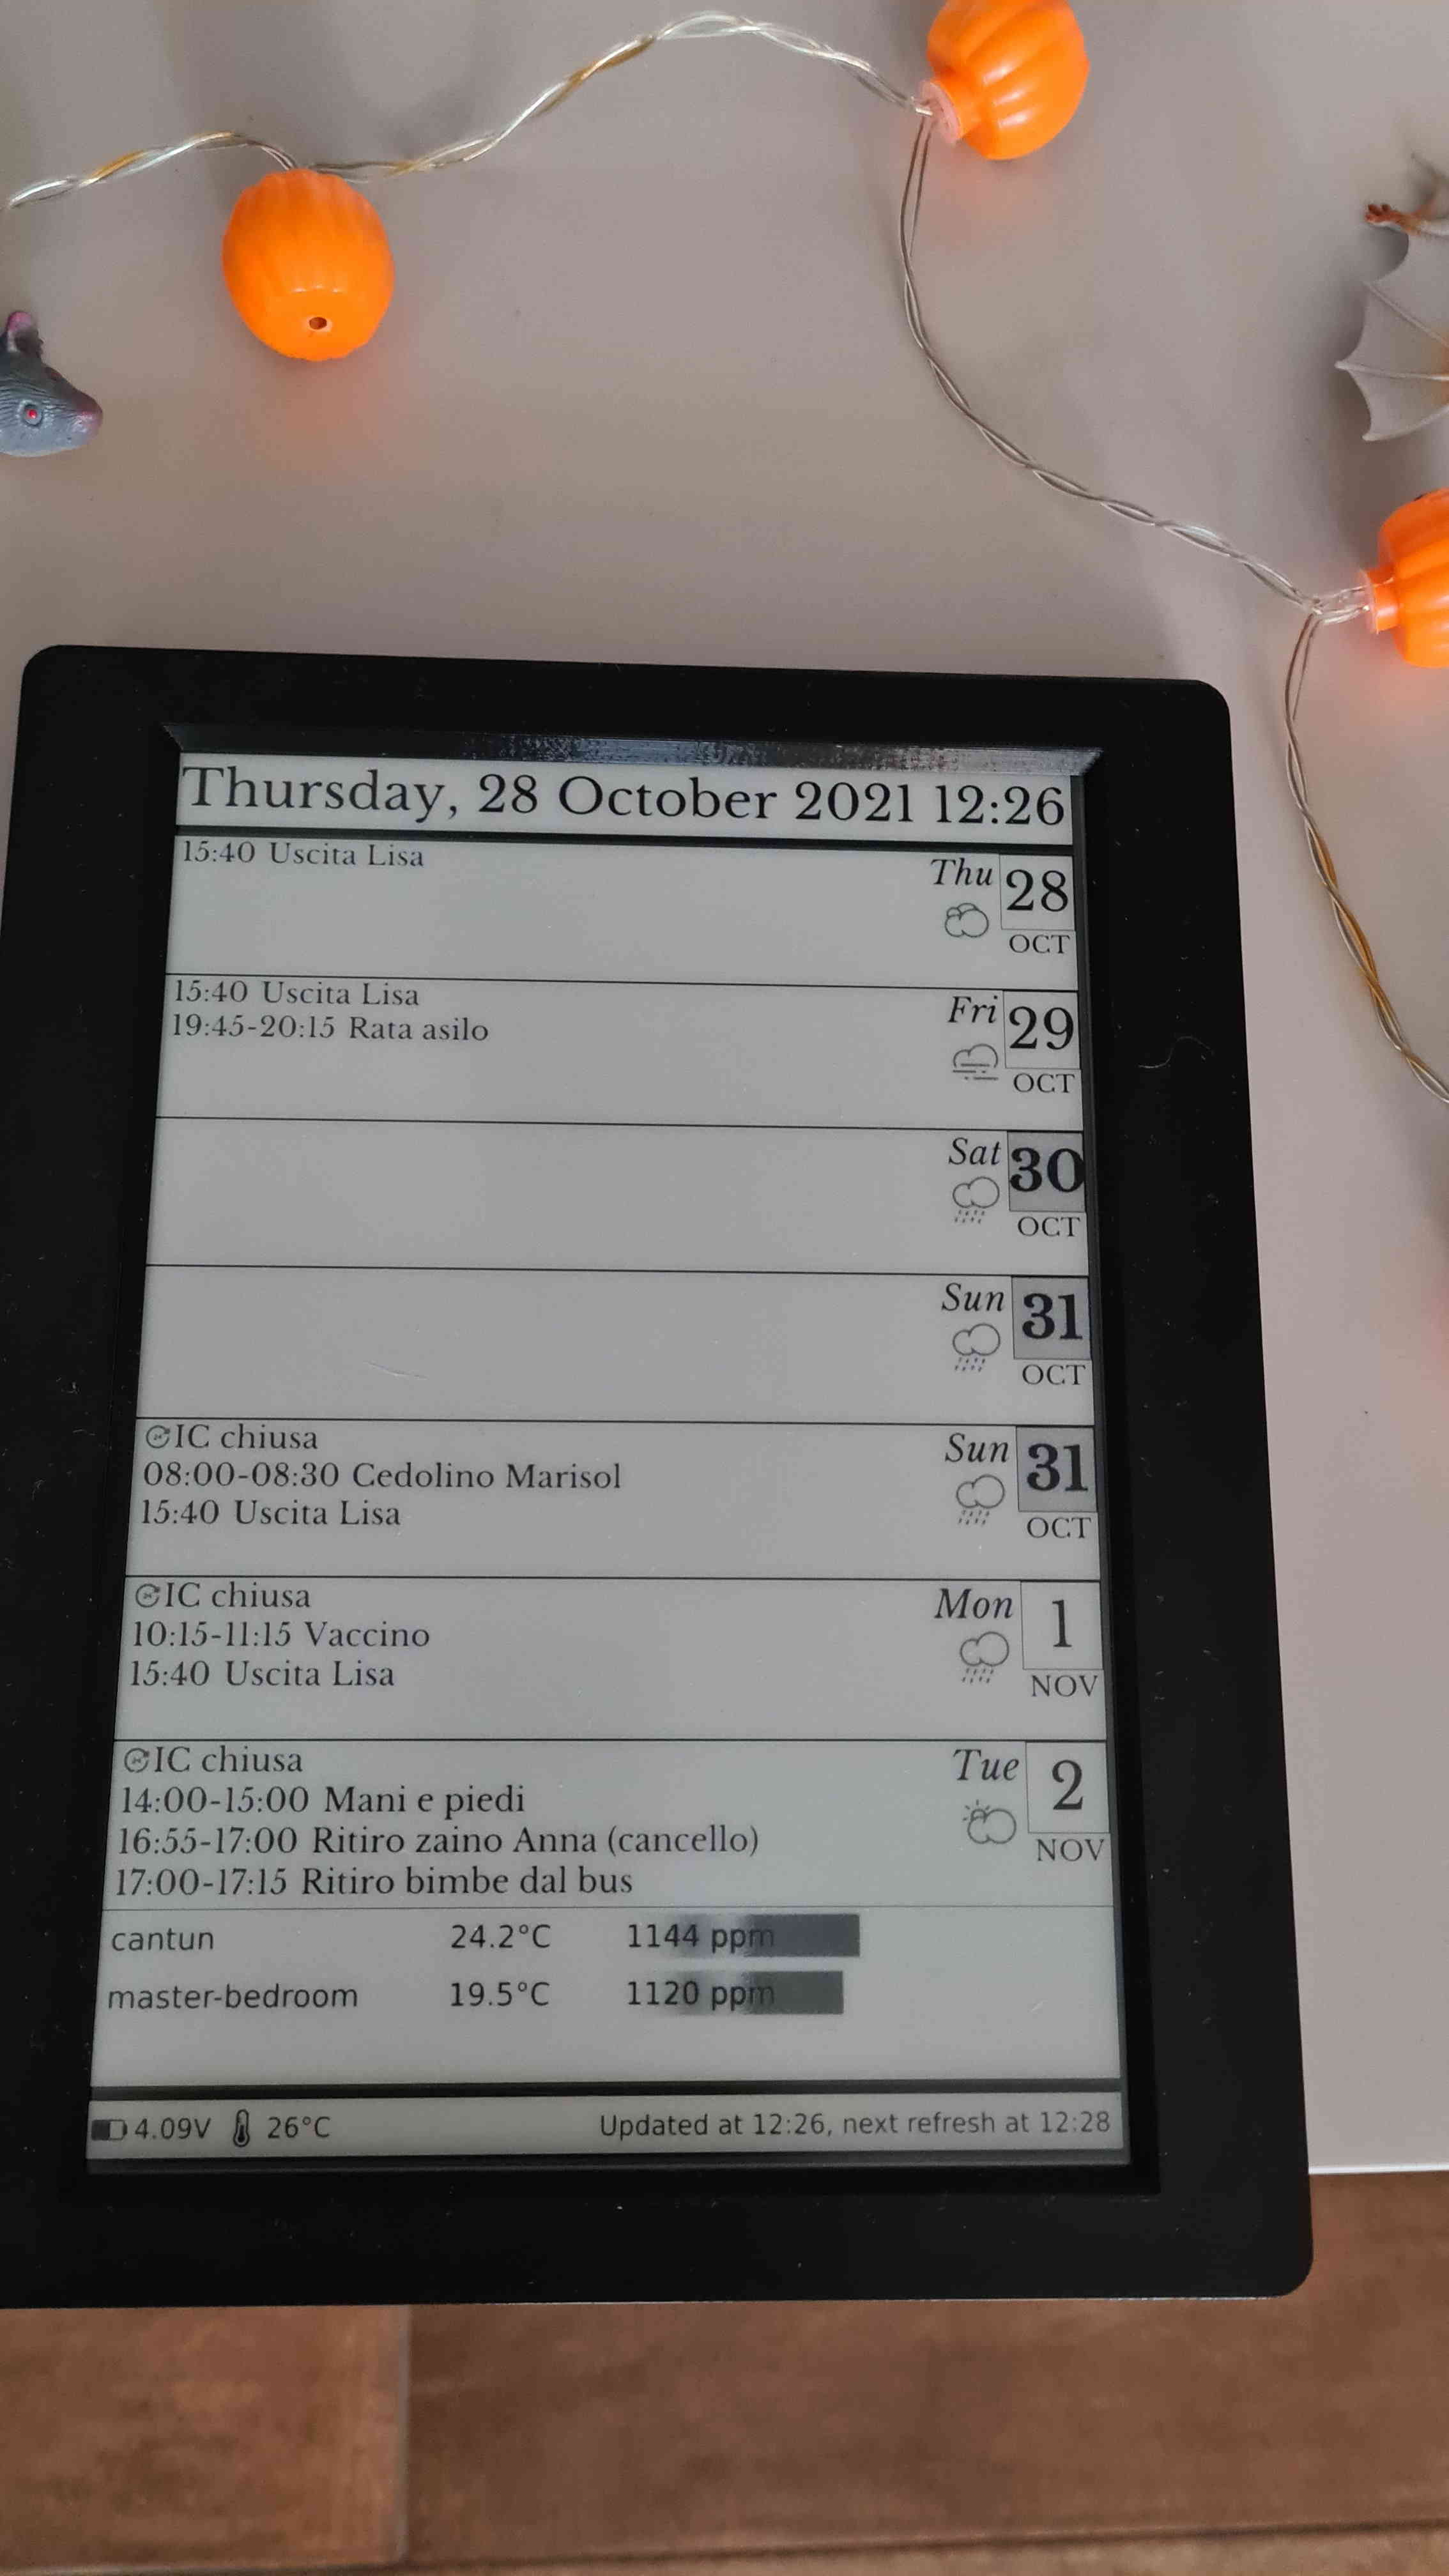 Thursday, 28 October 2021 12:26
15:40 Uscita Lisa
Thu 28
OCT
15:40 Uscita Lisa
19:45-20:15 Rata asilo
Fri 29
OCT
Sat 30
OCT
Sun 31
OCT
IC chiusa
08:00-08:30 Cedolino Marisol
15:40 Uscita Lisa
Sun 31
OCT
IC chiusa
10:15-11:15 Vaccino
15:40 Uscita Lisa
Mon 1
NOV
IC chiusa
14:00-15:00 Mani e piedi
16:55-17:00 Ritiro zaino Anna (cancello)
17:00-17:15 Ritiro bimbe dal bus
Tue 2
NOV
cantun 24.2°C 1144 ppm
master-bedroom 19.5°C 1120 ppm
4.09V 26°C Updated at 12:26, next refresh at 12:28